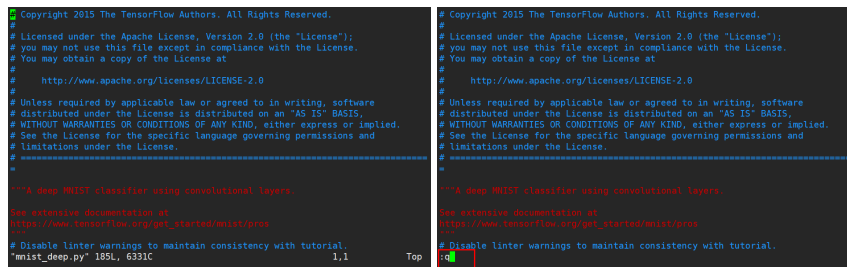 # Copyright 2015 The TensorFlow Authors. All Rights Reserved.
#
# Licensed under the Apache License, Version 2.0 (the "License");
# you may not use this file except in compliance with the License.
# You may obtain a copy of the License at
#
#     http://www.apache.org/licenses/LICENSE-2.0
#
# Unless required by applicable law or agreed to in writing, software
# distributed under the License is distributed on an "AS IS" BASIS,
# WITHOUT WARRANTIES OR CONDITIONS OF ANY KIND, either express or implied.
# See the License for the specific language governing permissions and
# limitations under the License.
# =============================================================================
=
"""A deep MNIST classifier using convolutional layers.
See extensive documentation at
https://www.tensorflow.org/get_started/mnist/pros
"""
# Disable linter warnings to maintain consistency with tutorial.
"mnist_deep.py" 185L, 6331C 1,1 Top
# Copyright 2015 The TensorFlow Authors. All Rights Reserved.
#
# Licensed under the Apache License, Version 2.0 (the "License");
# you may not use this file except in compliance with the License.
# You may obtain a copy of the License at
#
#     http://www.apache.org/licenses/LICENSE-2.0
#
# Unless required by applicable law or agreed to in writing, software
# distributed under the License is distributed on an "AS IS" BASIS,
# WITHOUT WARRANTIES OR CONDITIONS OF ANY KIND, either express or implied.
# See the License for the specific language governing permissions and
# limitations under the License.
# =============================================================================
=
"""A deep MNIST classifier using convolutional layers.
See extensive documentation at
https://www.tensorflow.org/get_started/mnist/pros
"""
# Disable linter warnings to maintain consistency with tutorial.
:q